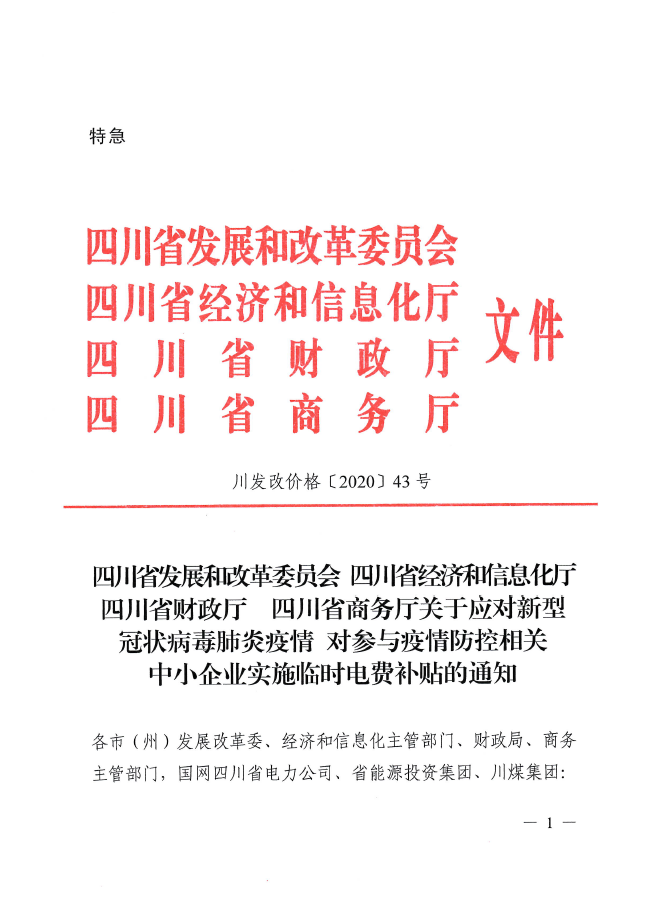 特急
四川省发展和改革委员会
四川省经济和信息化厅
四川省财政厅
四川省商务厅
文件
川发改价格〔2020〕43号
四川省发展和改革委员会 四川省经济和信息化厅
四川省财政厅 四川省商务厅关于应对新型
冠状病毒肺炎疫情 对参与疫情防控相关
中小企业实施临时电费补贴的通知
各市（州）发展改革委、经济和信息化主管部门、财政局、商务
主管部门，国网四川省电力公司、省能源投资集团、川煤集团：
— 1 —